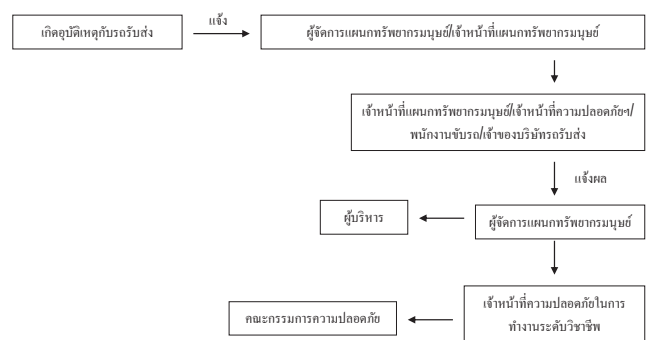 เกิดอุบัติเหตุกับรถรับส่ง
แจ้ง
ผู้จัดการแผนกทรัพยากรมนุษย์/เจ้าหน้าที่แผนกทรัพยากรมนุษย์
เจ้าหน้าที่แผนกทรัพยากรมนุษย์/เจ้าหน้าที่ความปลอดภัยฯ/
พนักงานขับรถ/เจ้าของบริษัทรถรับส่ง
แจ้งผล
ผู้บริหาร
ผู้จัดการแผนกทรัพยากรมนุษย์
คณะกรรมการความปลอดภัย
เจ้าหน้าที่ความปลอดภัยในการ
ทำงานระดับวิชาชีพ